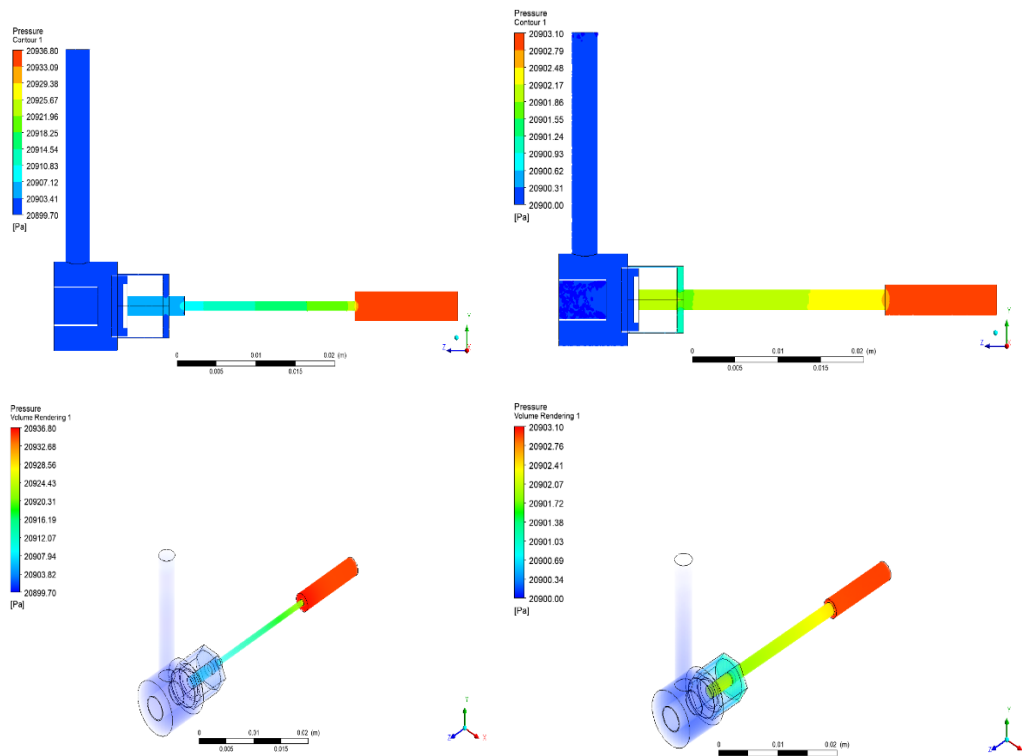 Pressure
Contour 1
20936.80
20933.09
20929.38
20925.67
20921.96
20918.25
20914.54
20910.83
20907.12
20903.41
20899.70
[Pa]
0
0.01
0.02 (m)
0.005
0.015
Y
Z
X
Pressure
Contour 1
20903.10
20902.79
20902.48
20902.17
20901.86
20901.55
20901.24
20900.93
20900.62
20900.31
20900.00
[Pa]
0
0.01
0.02 (m)
0.005
0.015
Y
Z
Pressure
Volume Rendering 1
20936.80
20932.68
20928.56
20924.43
20920.31
20916.19
20912.07
20907.94
20903.82
20899.70
[Pa]
0
0.01
0.02 (m)
0.005
0.015
Y
Z
X
Pressure
Volume Rendering 1
20903.10
20902.76
20902.41
20902.07
20901.72
20901.38
20901.03
20900.69
20900.34
20900.00
[Pa]
0
0.01
0.02 (m)
0.005
0.015
Y
Z